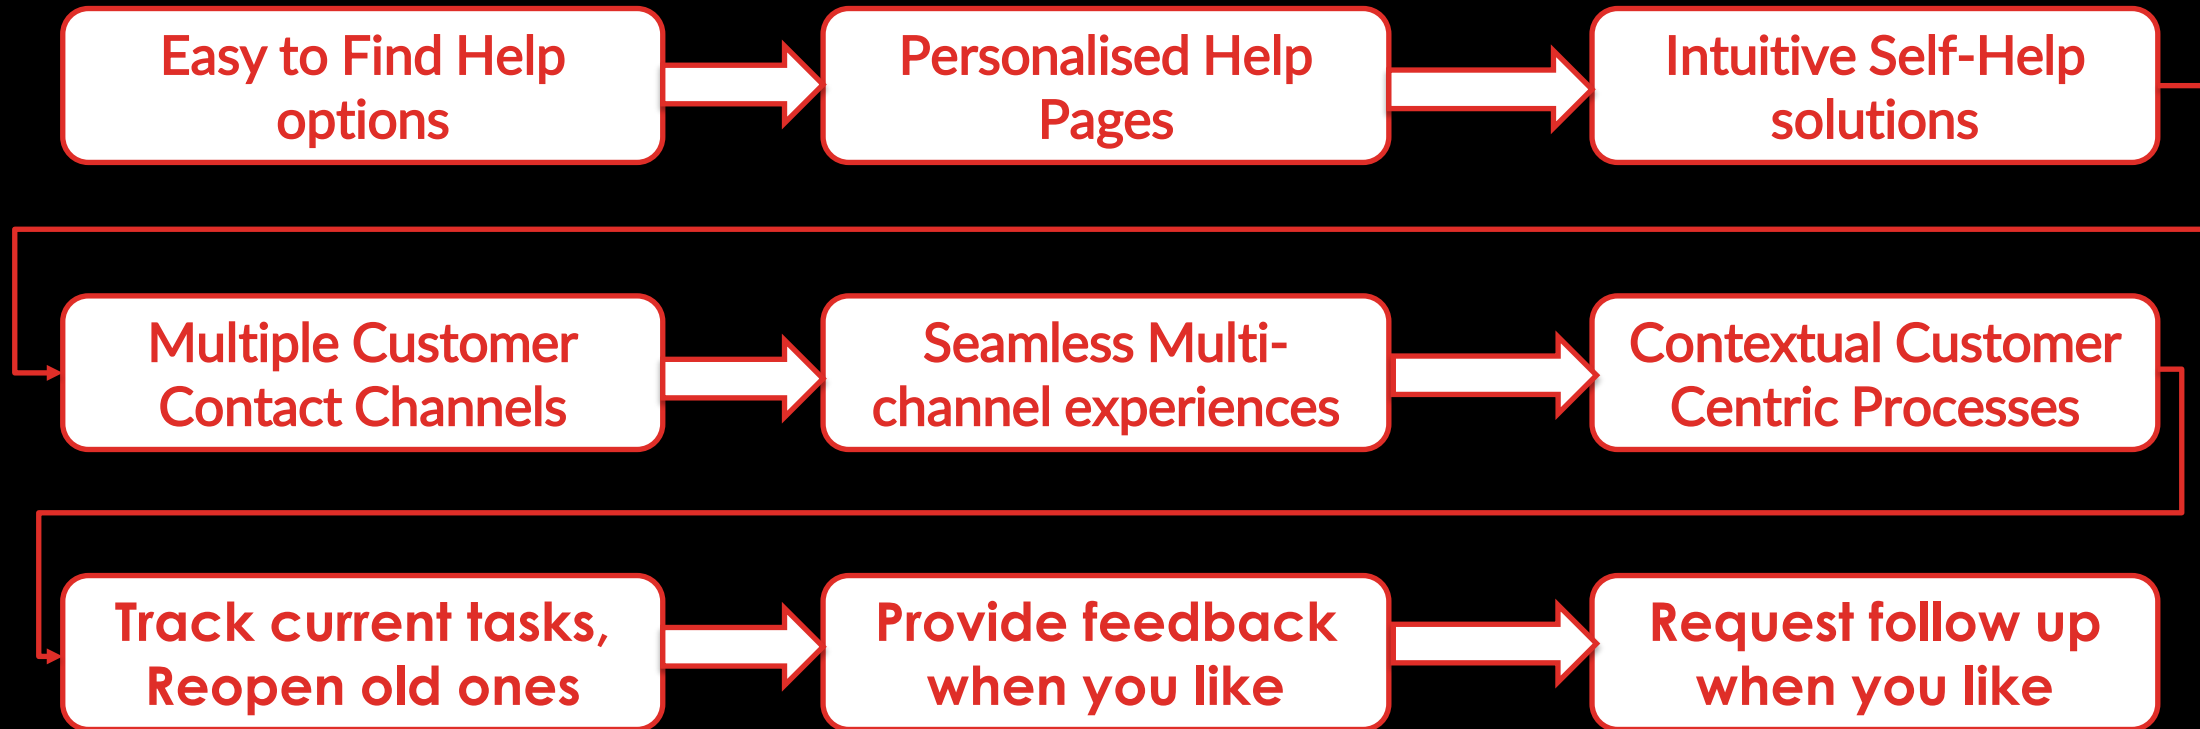 Easy to Find Help
options
Personalised Help
Pages
Intuitive Self-Help
solutions
Multiple Customer
Contact Channels
Seamless Multi-
channel experiences
Contextual Customer
Centric Processes
Track current tasks,
Reopen old ones
Provide feedback
when you like
Request follow up
when you like